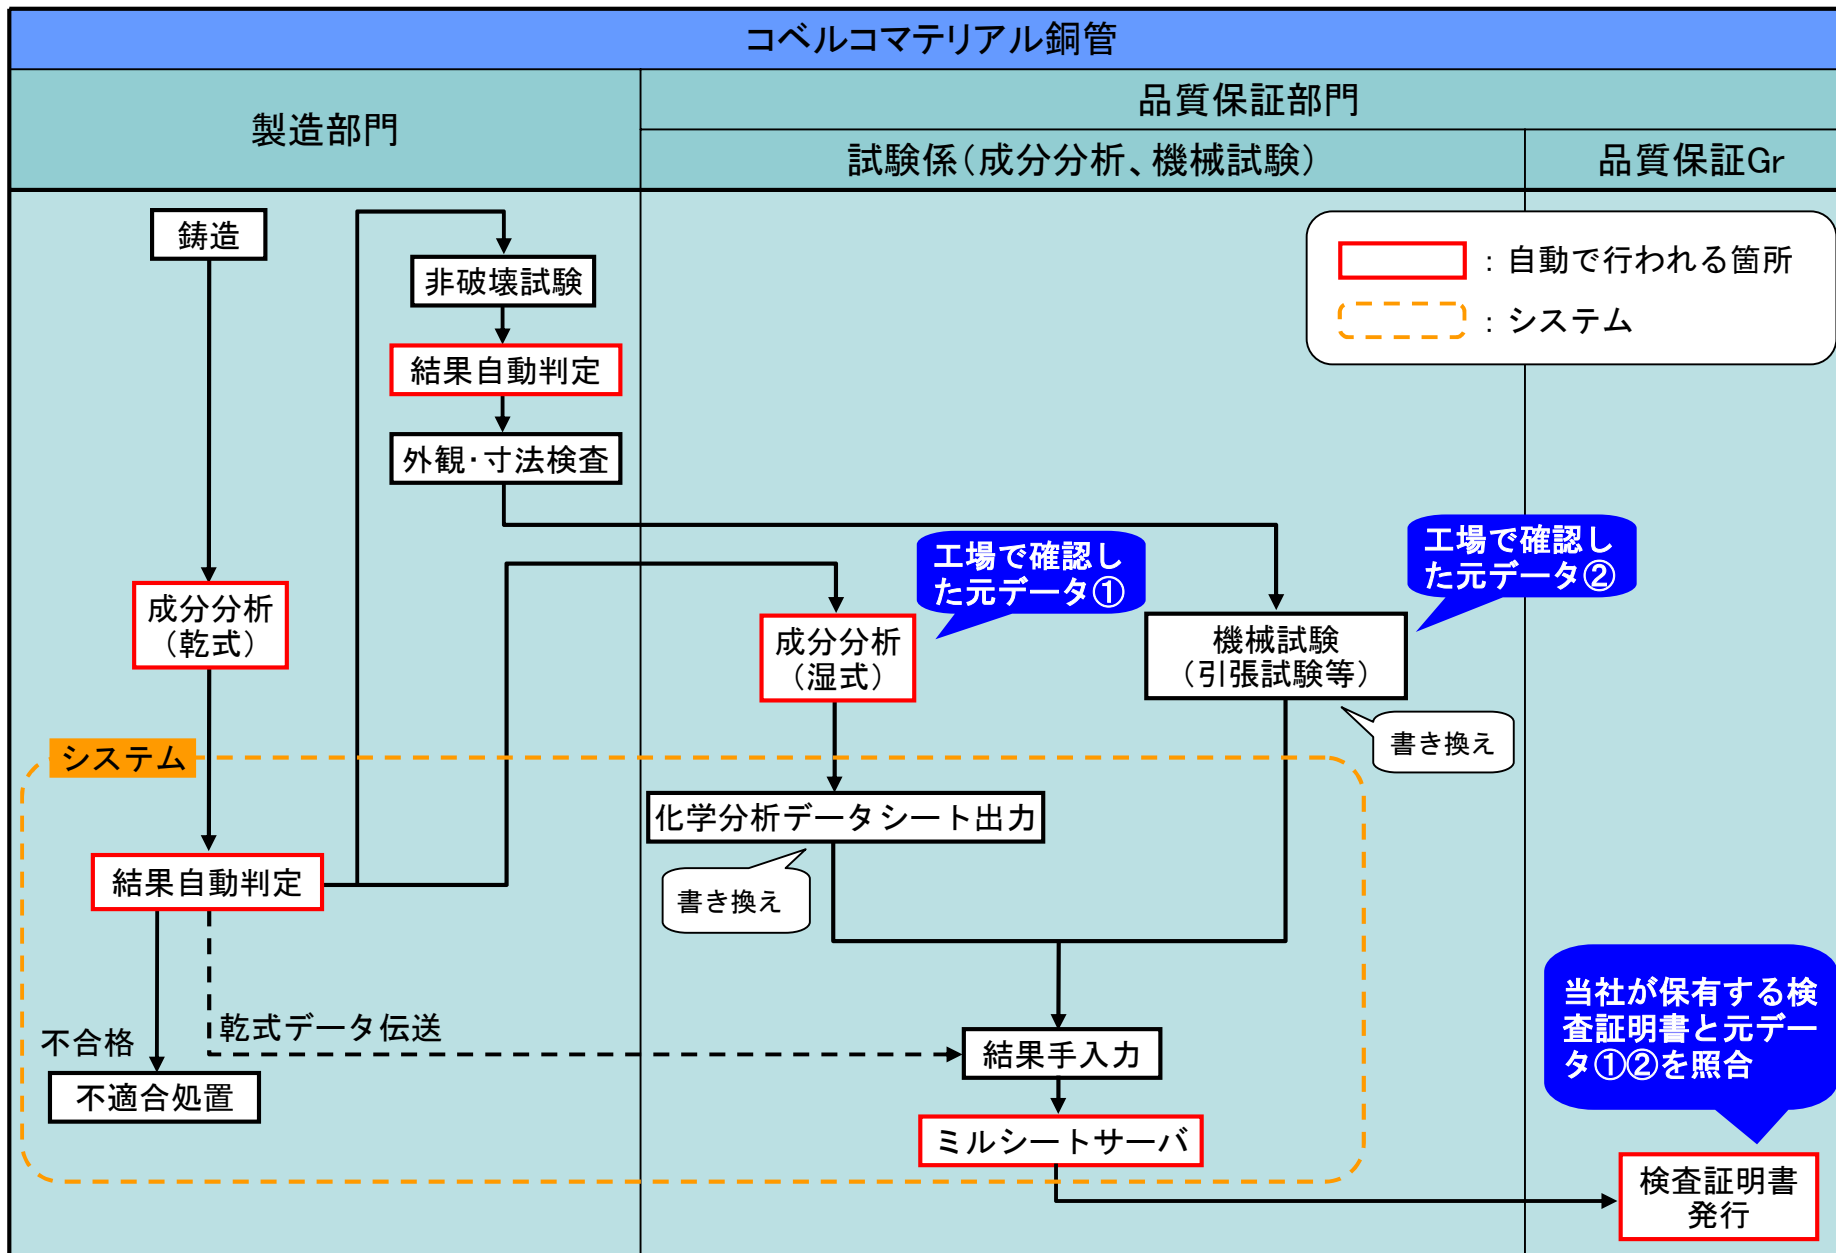 コベルコマテリアル銅管
製造部門
品質保証部門
試験係(成分分析、機械試験)
品質保証Gr
鋳造
非破壊試験
結果自動判定
外観・寸法検査
：自動で行われる箇所
：システム
成分分析
（乾式）
工場で確認し
た元データ①
工場で確認し
た元データ②
成分分析
（湿式）
機械試験
（引張試験等）
書き換え
システム
化学分析データシート出力
結果自動判定
書き換え
不合格
乾式データ伝送
不適合処置
結果手入力
ミルシートサーバ
当社が保有する検
査証明書と元デー
タ①②を照合
検査証明書
発行